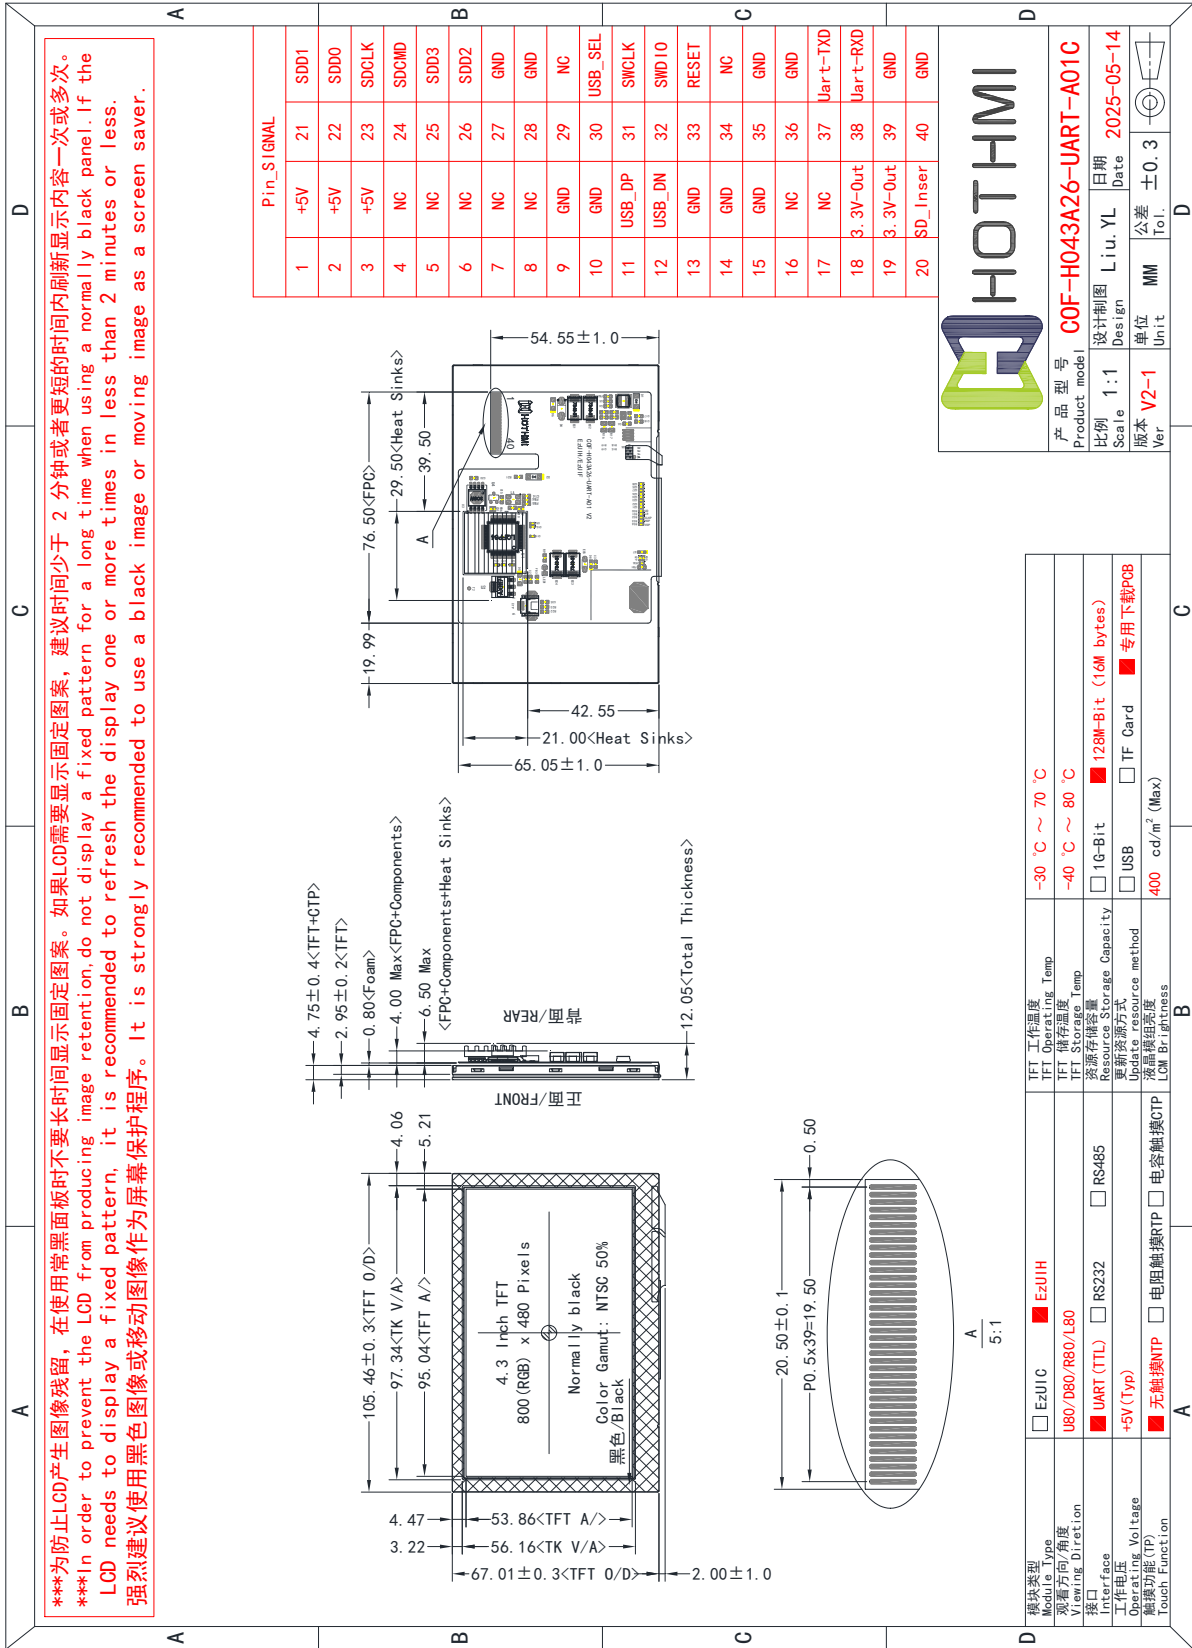 ***为防止LCD产生图像残留，在使用常黑面板时不要长时间显示固定图案。如果LCD需要显示固定图案，建议时间少于 2 分钟或者更短的时间内刷新显示内容一次或多次。
***In order to prevent the LCD from producing image retention,do not display a fixed pattern for a long time when using a normally black panel.If the
LCD needs to display a fixed pattern, it is recommended to refresh the display one or more times in less than 2 minutes or less.
强烈建议使用黑色图像或移动图像作为屏幕保护程序。It is strongly recommended to use a black image or moving image as a screen saver.
A B C D
A B C D
A B C D
A B C D
Pin_SIGNAL
1 +5V 21 SDD1
2 +5V 22 SDD0
3 +5V 23 SDCLK
4 NC 24 SDCMD
5 NC 25 SDD3
6 NC 26 SDD2
7 NC 27 GND
8 NC 28 GND
9 GND 29 NC
10 GND 30 USB_SEL
11 USB_DP 31 SWCLK
12 USB_DN 32 SWDIO
13 GND 33 RESET
14 GND 34 NC
15 GND 35 GND
16 NC 36 GND
17 NC 37 Uart-TXD
18 3.3V-Out 38 Uart-RXD
19 3.3V-Out 39 GND
20 SD_Inser 40 GND
105.46±0.3<TFT O/D>
97.34<TK V/A>
4.06
95.04<TFT A/>
5.21
4.47
3.22
53.86<TFT A/>
56.16<TK V/A>
67.01±0.3<TFT O/D>
2.00±1.0
4.3 Inch TFT
800(RGB) x 480 Pixels
Normally black
Color Gamut: NTSC 50%
黑色/Black
4.75±0.4<TFT+CTP>
2.95±0.2<TFT>
0.80<Foam>
4.00 Max<FPC+Components>
6.50 Max
<FPC+Components+Heat Sinks>
正面/FRONT
背面/REAR
12.05<Total Thickness>
19.99
76.50<FPC>
29.50<Heat Sinks>
39.50
A
54.55±1.0
42.55
21.00<Heat Sinks>
65.05±1.0
1
40
HOTHMI
COF-H043A26-UART-A01 V2
20.50±0.1
P0.5x39=19.50
0.50
A
5:1
模块类型
Module Type
EzUIC
EzUIH
观看方向/角度
Viewing Diretion
U80/D80/R80/L80
接口
Interface
UART(TTL)
RS232
RS485
工作电压
Operating Voltage
+5V(Typ)
触摸功能(TP)
Touch Function
无触摸NTP
电阻触摸RTP
电容触摸CTP
TFT 工作温度
TFT Operating Temp
-30 ℃ ～ 70 ℃
TFT 储存温度
TFT Storage Temp
-40 ℃ ～ 80 ℃
资源存储容量
Resource Storage Capacity
1G-Bit
128M-Bit (16M bytes)
更新资源方式
Update resource method
USB
TF Card
专用下载PCB
液晶模组亮度
LCM Brightness
400 cd/m² (Max)
HOTHMI
产 品 型 号
Product model
COF-H043A26-UART-A01C
比例
Scale
1:1
设计制图
Design
Liu.YL
日期
Date
2025-05-14
版本
Ver
V2-1
单位
Unit
MM
公差
Tol.
±0.3